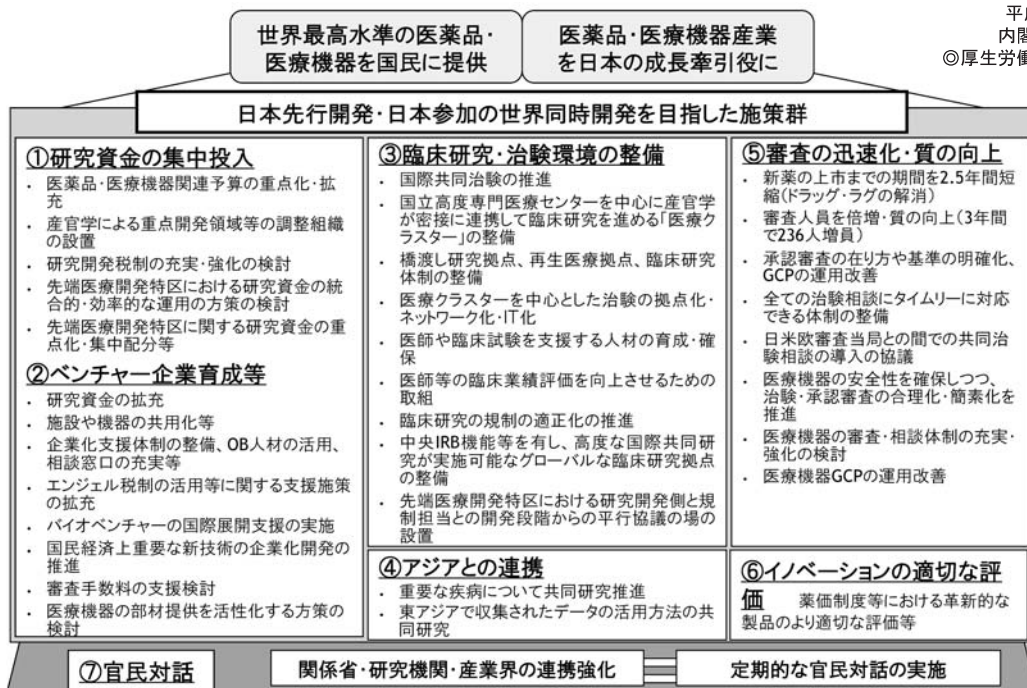 平成
内閣
◎厚生労働
世界最高水準の医薬品・
医療機器を国民に提供
医薬品・医療機器産業
を日本の成長牽引役に
日本先行開発・日本参加の世界同時開発を目指した施策群
①研究資金の集中投入
・ 医薬品・医療機器関連予算の重点化・拡
充
・ 産官学による重点開発領域等の調整組織
の設置
・ 研究開発税制の充実・強化の検討
・ 先端医療開発特区における研究資金の統
合的・効率的な運用の方策の検討
・ 先端医療開発特区に関する研究資金の重
点化・集中配分等
②ベンチャー企業育成等
・ 研究資金の拡充
・ 施設や機器の共用化等
・ 企業化支援体制の整備、OB人材の活用、
相談窓口の充実等
・ エンジェル税制の活用等に関する支援施策
の拡充
・ バイオベンチャーの国際展開支援の実施
・ 国民経済上重要な新技術の企業化開発の
推進
・ 審査手数料の支援検討
・ 医療機器の部材提供を活性化する方策の
検討
③臨床研究・治験環境の整備
・ 国際共同治験の推進
・ 国立高度専門医療センターを中心に産官学
が密接に連携して臨床研究を進める「医療
クラスター」の整備
・ 橋渡し研究拠点、再生医療拠点、臨床研究
体制の整備
・ 医療クラスターを中心とした治験の拠点化・
ネットワーク化・IT化
・ 医師や臨床試験を支援する人材の育成・確
保
・ 医師等の臨床業績評価を向上させるための
取組
・ 臨床研究の規制の適正化の推進
・ 中央IRB機能等を有し、高度な国際共同研
究が実施可能なグローバルな臨床研究拠点
の整備
・ 先端医療開発特区における研究開発側と規
制担当との開発段階からの平行協議の場の
設置
④アジアとの連携
・ 重要な疾病について共同研究推進
・ 東アジアで収集されたデータの活用方法の共
同研究
⑤審査の迅速化・質の向上
・ 新薬の上市までの期間を2.5年間短
縮(ドラッグ・ラグの解消)
・ 審査人員を倍増・質の向上(3年間
で236人増員)
・ 承認審査の在り方や基準の明確化、
GCPの運用改善
・ 全ての治験相談にタイムリーに対応
できる体制の整備
・ 日米欧審査当局との間での共同治
験相談の導入の協議
・ 医療機器の安全性を確保しつつ、
治験・承認審査の合理化・簡素化を
推進
・ 医療機器の審査・相談体制の充実・
強化の検討
・ 医療機器GCPの運用改善
⑥イノベーションの適切な評
価 薬価制度等における革新的な
製品のより適切な評価等
⑦官民対話
関係省・研究機関・産業界の連携強化
定期的な官民対話の実施